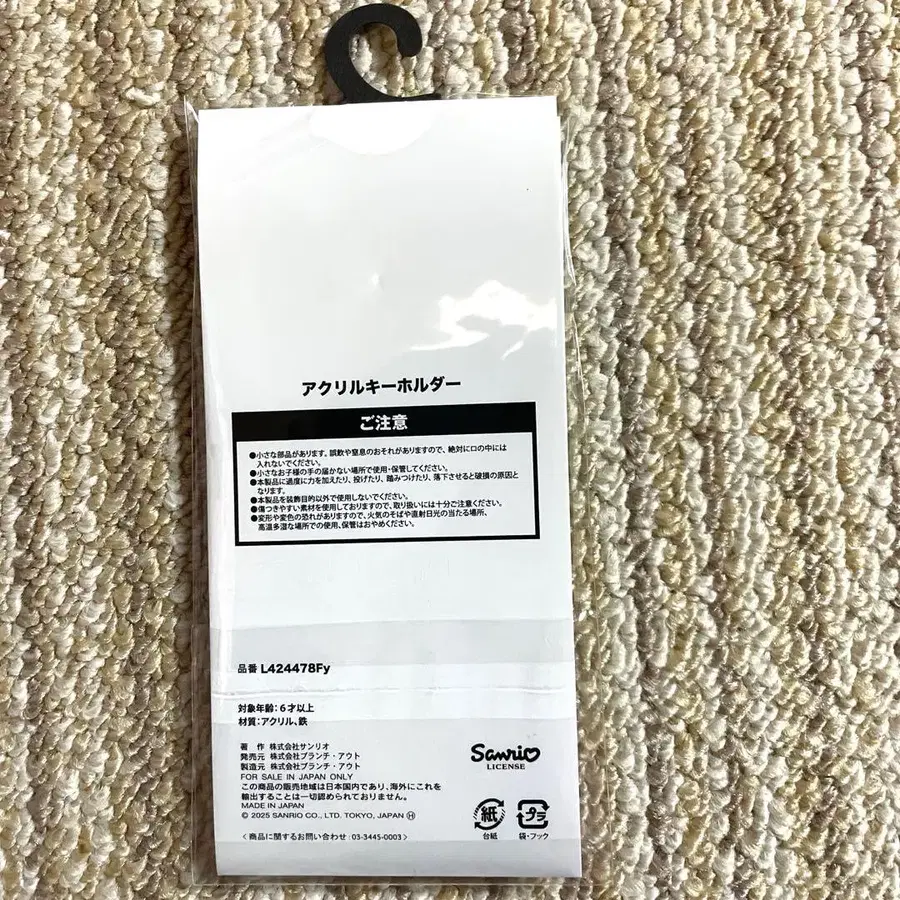 アクリルキーホルダー
ご注意
●小さな部品があります。誤飲や窒息のおそれがありますので、絶対に口の中には
入れないでください。
●小さなお子様の手の届かない場所で使用・保管してください。
●本製品に過度に力を加えたり、投げたり、踏みつけたり、落下させると破損の原因と
なります。
●本製品を装飾目的以外で使用しないでください。
●傷つきやすい素材を使用しておりますので、取り扱いには十分ご注意ください。
●変形や変色の恐れがありますので、火気のそばや直射日光の当たる場所、
高温多湿な場所での使用、保管はおやめください。
品番 L424478Fy
対象年齢:6才以上
材質:アクリル、鉄
著 作 株式会社サンリオ
発売元 株式会社ブランチ・アウト
製造元 株式会社ブランチ・アウト
FOR SALE IN JAPAN ONLY
この商品の販売地域は日本国内であり、海外にこれを
輸出することは一切認められておりません。
MADE IN JAPAN
© 2025 SANRIO CO., LTD. TOKYO, JAPAN Ⓗ
〈商品に関するお問い合わせ:03-3445-0003〉
Sanrio
LICENSE
紙
台紙
プラ
袋・フック